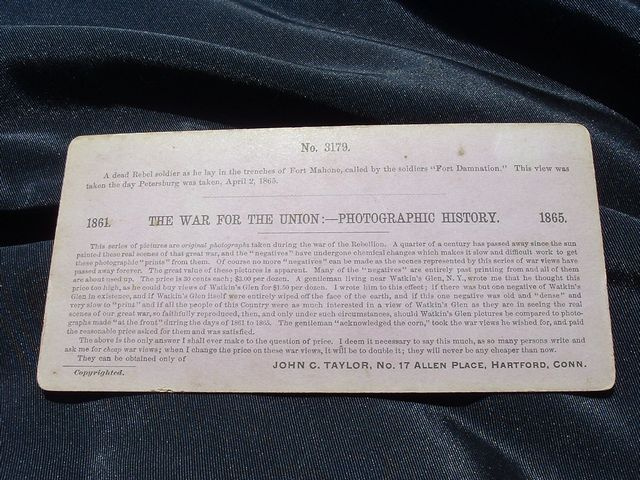 No. 3179.
A dead Rebel soldier as he lay in the trenches of Fort Mahone, called by the soldiers "Fort Damnation." This view was
taken the day Petersburg was taken, April 2, 1865.
1861. THE WAR FOR THE UNION:—PHOTOGRAPHIC HISTORY. 1865.
This series of pictures are original photographs taken during the war of the Rebellion. A quarter of a century has passed away since the sun
painted these real scenes of that great war, and the "negatives" have undergone chemical changes which makes it slow and difficult work to get
these photographic "prints" from them. Of course no more "negatives" can be made as the scenes represented by this series of war views have
passed away forever. The great value of these pictures is apparent. Many of the "negatives" are entirely past printing from and all of them
are about used up. The price is 30 cents each; $3.00 per dozen. A gentleman living near Watkin's Glen, N.Y., wrote me that he thought this
price too high, as he could buy views of Watkin's Glen for $1.50 per dozen. I wrote him to this effect; if there was but one negative of Watkin's
Glen in existence, and if Watkin's Glen itself were entirely wiped off the face of the earth, and if this one negative was old and "dense" and
very slow to "print" and if all the people of this Country were as much interested in a view of Watkin's Glen as they are in seeing the real
scenes of our great war, so faithfully reproduced, then, and only under such circumstances, should Watkin's Glen pictures be compared to photo-
graphs made "at the front" during the days of 1861 to 1865. The gentleman "acknowledged the corn," took the war views he wished for, and paid
the reasonable price asked for them and was satisfied.
The above is the only answer I shall ever make to the question of price. I deem it necessary to say this much, as so many persons write and
ask me for cheap war views; when I change the price on these war views, it will be to double it; they will never be any cheaper than now.
They can be obtained only of
JOHN C. TAYLOR, No. 17 ALLEN PLACE, HARTFORD, CONN.
Copyrighted.